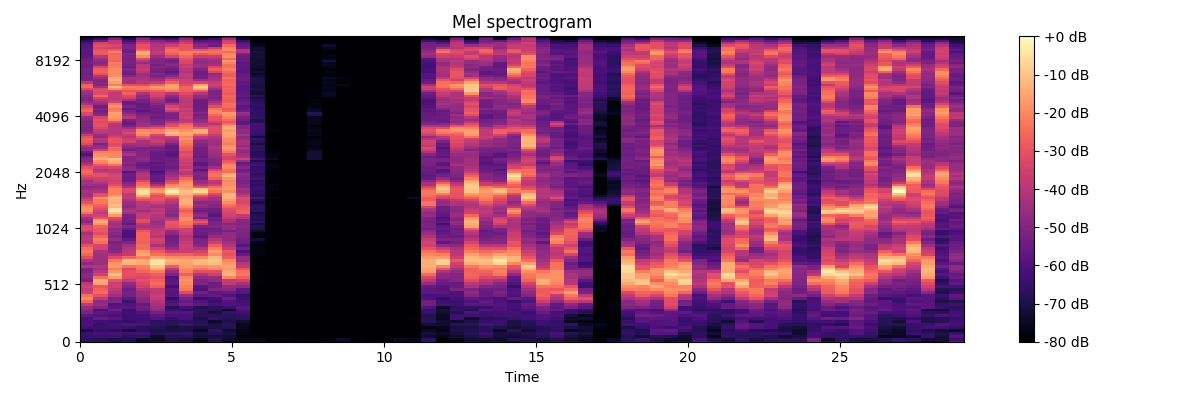 Mel spectrogram
+0 dB
8192
-10 dB
-20 dB
4096
-30 dB
2048
-40 dB
Hz
-50 dB
1024
-60 dB
512
-70 dB
0
-80 dB
0 5 10 15 20 25
Time